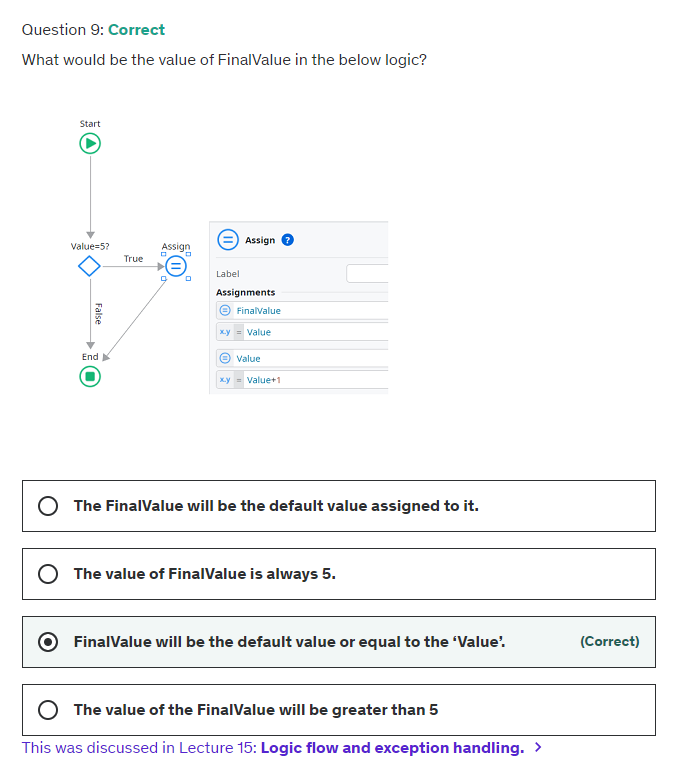 Question 9: Correct
What would be the value of FinalValue in the below logic?
Start
Value=5?
True
Assign
False
End
Assign ?
Label
Assignments
FinalValue
x.y = Value
Value
x.y = Value+1
The FinalValue will be the default value assigned to it.
The value of FinalValue is always 5.
FinalValue will be the default value or equal to the ‘Value’. (Correct)
The value of the FinalValue will be greater than 5
This was discussed in Lecture 15: Logic flow and exception handling. >